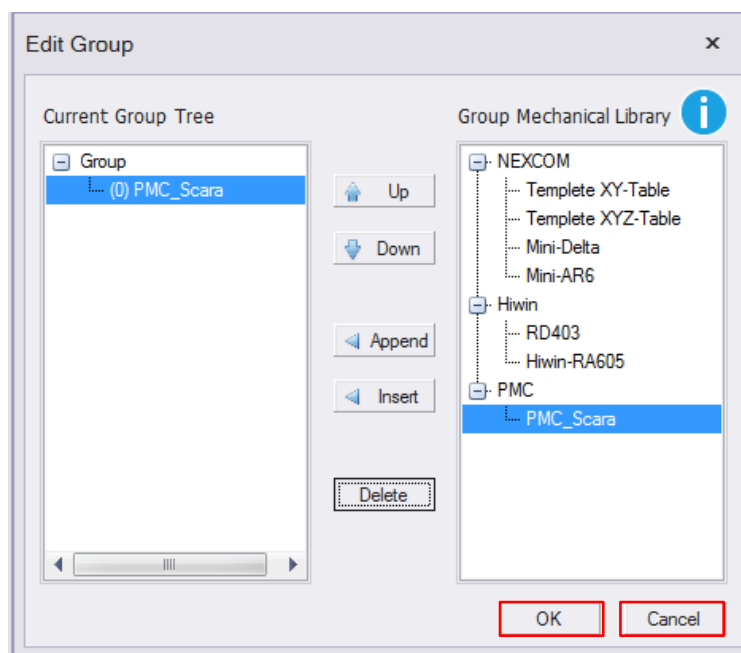 Edit Group
×
Current Group Tree
Group Mechanical Library i
Group
(0) PMC_Scara
Up
Down
Append
Insert
Delete
NEXCOM
Templete XY-Table
Templete XYZ-Table
Mini-Delta
Mini-AR6
Hiwin
RD403
Hiwin-RA605
PMC
PMC_Scara
OK
Cancel